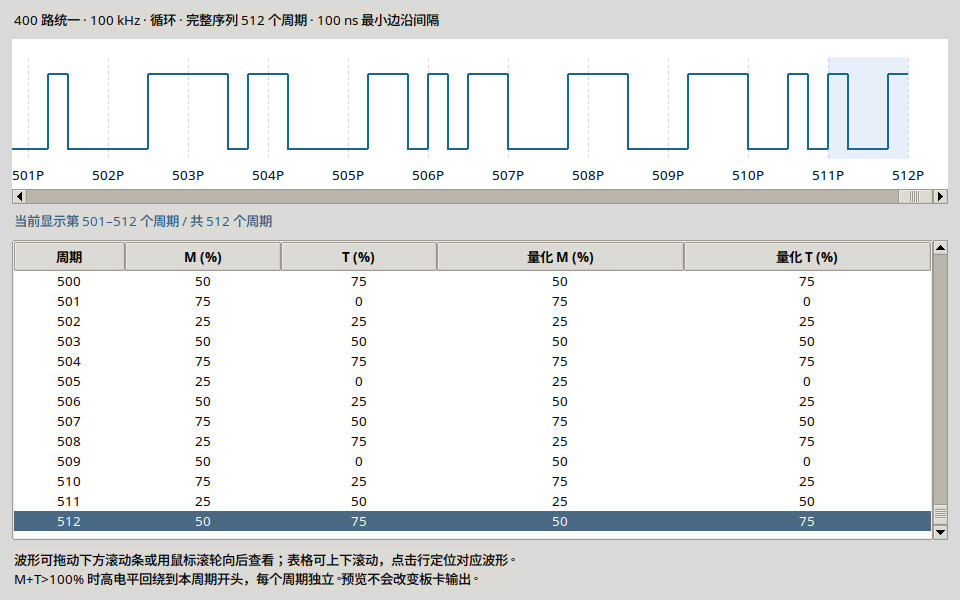 400 路统一 · 100 kHz · 循环 · 完整序列 512 个周期 · 100 ns 最小边沿间隔
501P 502P 503P 504P 505P 506P 507P 508P 509P 510P 511P 512P
当前显示第 501–512 个周期 / 共 512 个周期
周期 M (%) T (%) 量化 M (%) 量化 T (%)
500 50 75 50 75
501 75 0 75 0
502 25 25 25 25
503 50 50 50 50
504 75 75 75 75
505 25 0 25 0
506 50 25 50 25
507 75 50 75 50
508 25 75 25 75
509 50 0 50 0
510 75 25 75 25
511 25 50 25 50
512 50 75 50 75
波形可拖动下方滚动条或用鼠标滚轮向后查看；表格可上下滚动，点击行定位对应波形。
M+T>100% 时高电平回绕到本周期开头，每个周期独立。预览不会改变板卡输出。